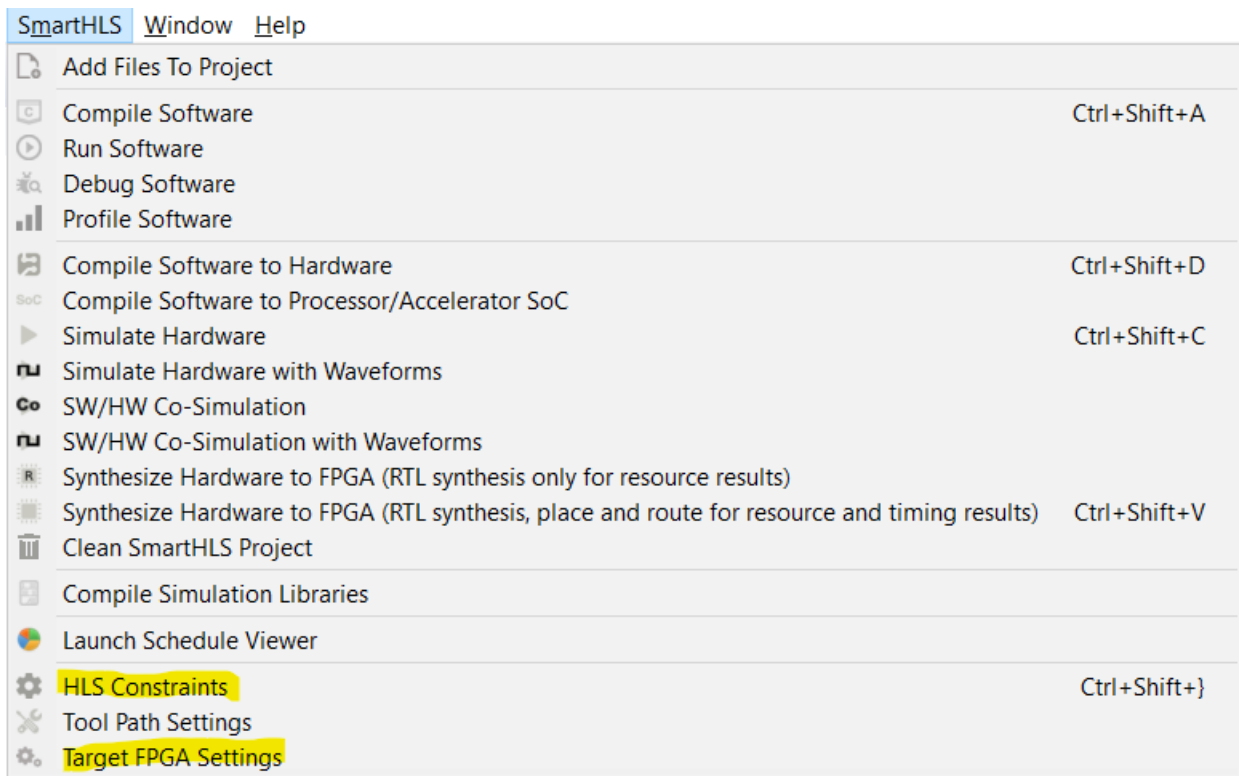 SmartHLS Window Help
Add Files To Project
C Compile Software Ctrl+Shift+A
Run Software
Debug Software
Profile Software
Compile Software to Hardware Ctrl+Shift+D
SoC Compile Software to Processor/Accelerator SoC
Simulate Hardware Ctrl+Shift+C
Simulate Hardware with Waveforms
Co SW/HW Co-Simulation
SW/HW Co-Simulation with Waveforms
R Synthesize Hardware to FPGA (RTL synthesis only for resource results)
Synthesize Hardware to FPGA (RTL synthesis, place and route for resource and timing results) Ctrl+Shift+V
Clean SmartHLS Project
Compile Simulation Libraries
Launch Schedule Viewer
HLS Constraints Ctrl+Shift+}
Tool Path Settings
Target FPGA Settings